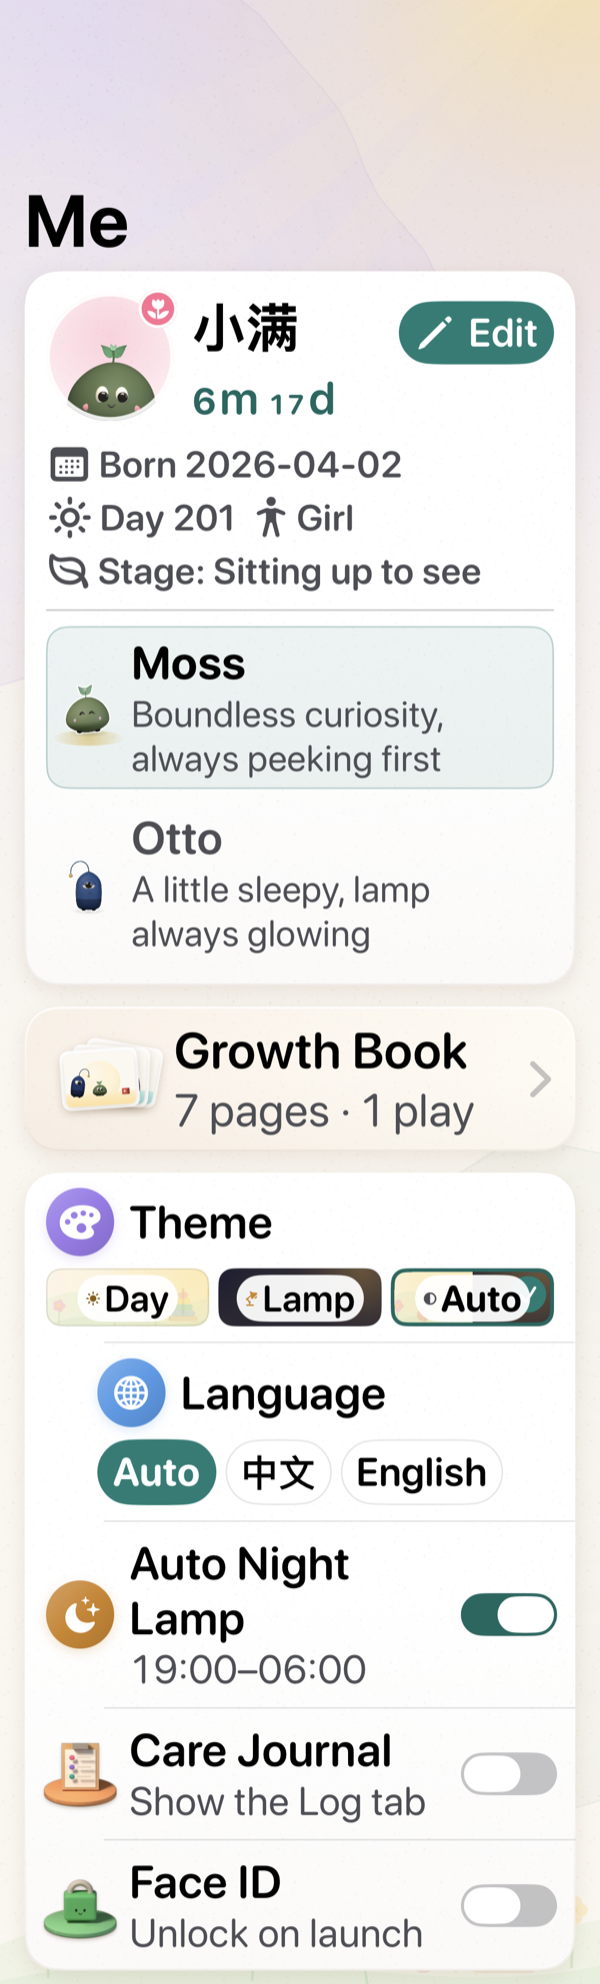 Me
小满
Edit
6m 17d
Born 2026-04-02
Day 201 Girl
Stage: Sitting up to see
Moss
Boundless curiosity,
always peeking first
Otto
A little sleepy, lamp
always glowing
Growth Book
7 pages · 1 play
Theme
Day
Lamp
Auto
Language
Auto
中文
English
Auto Night
Lamp
19:00–06:00
Care Journal
Show the Log tab
Face ID
Unlock on launch